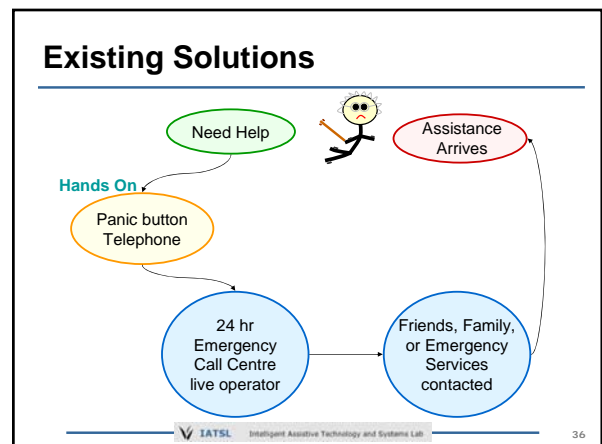 Existing Solutions
Need Help
Assistance
Arrives
Hands On
Panic button
Telephone
24 hr
Emergency
Call Centre
live operator
Friends, Family,
or Emergency
Services
contacted
IATSL Intelligent Assistive Technology and Systems Lab
36